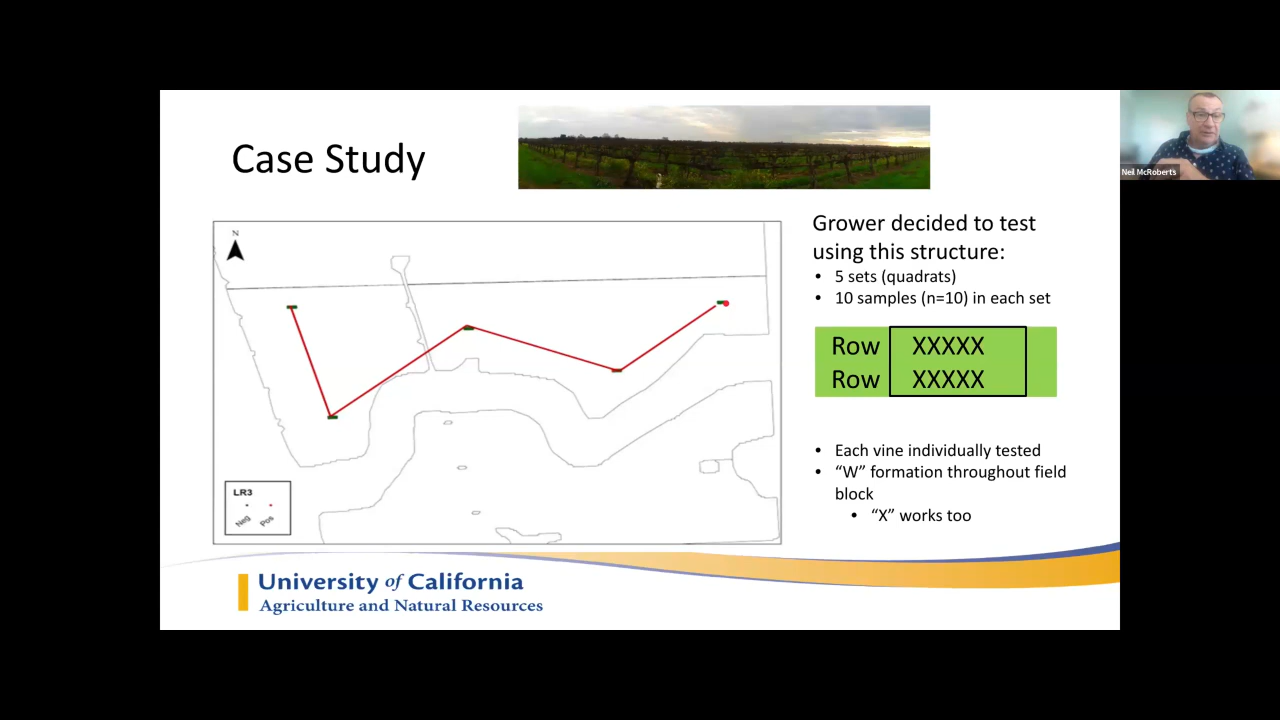 Case Study
Neil McRoberts
Grower decided to test
using this structure:
• 5 sets (quadrats)
• 10 samples (n=10) in each set
Row XXXXX
Row XXXXX
• Each vine individually tested
• “W” formation throughout field
block
• “X” works too
N
LR3
Neg Pos
University of California
Agriculture and Natural Resources